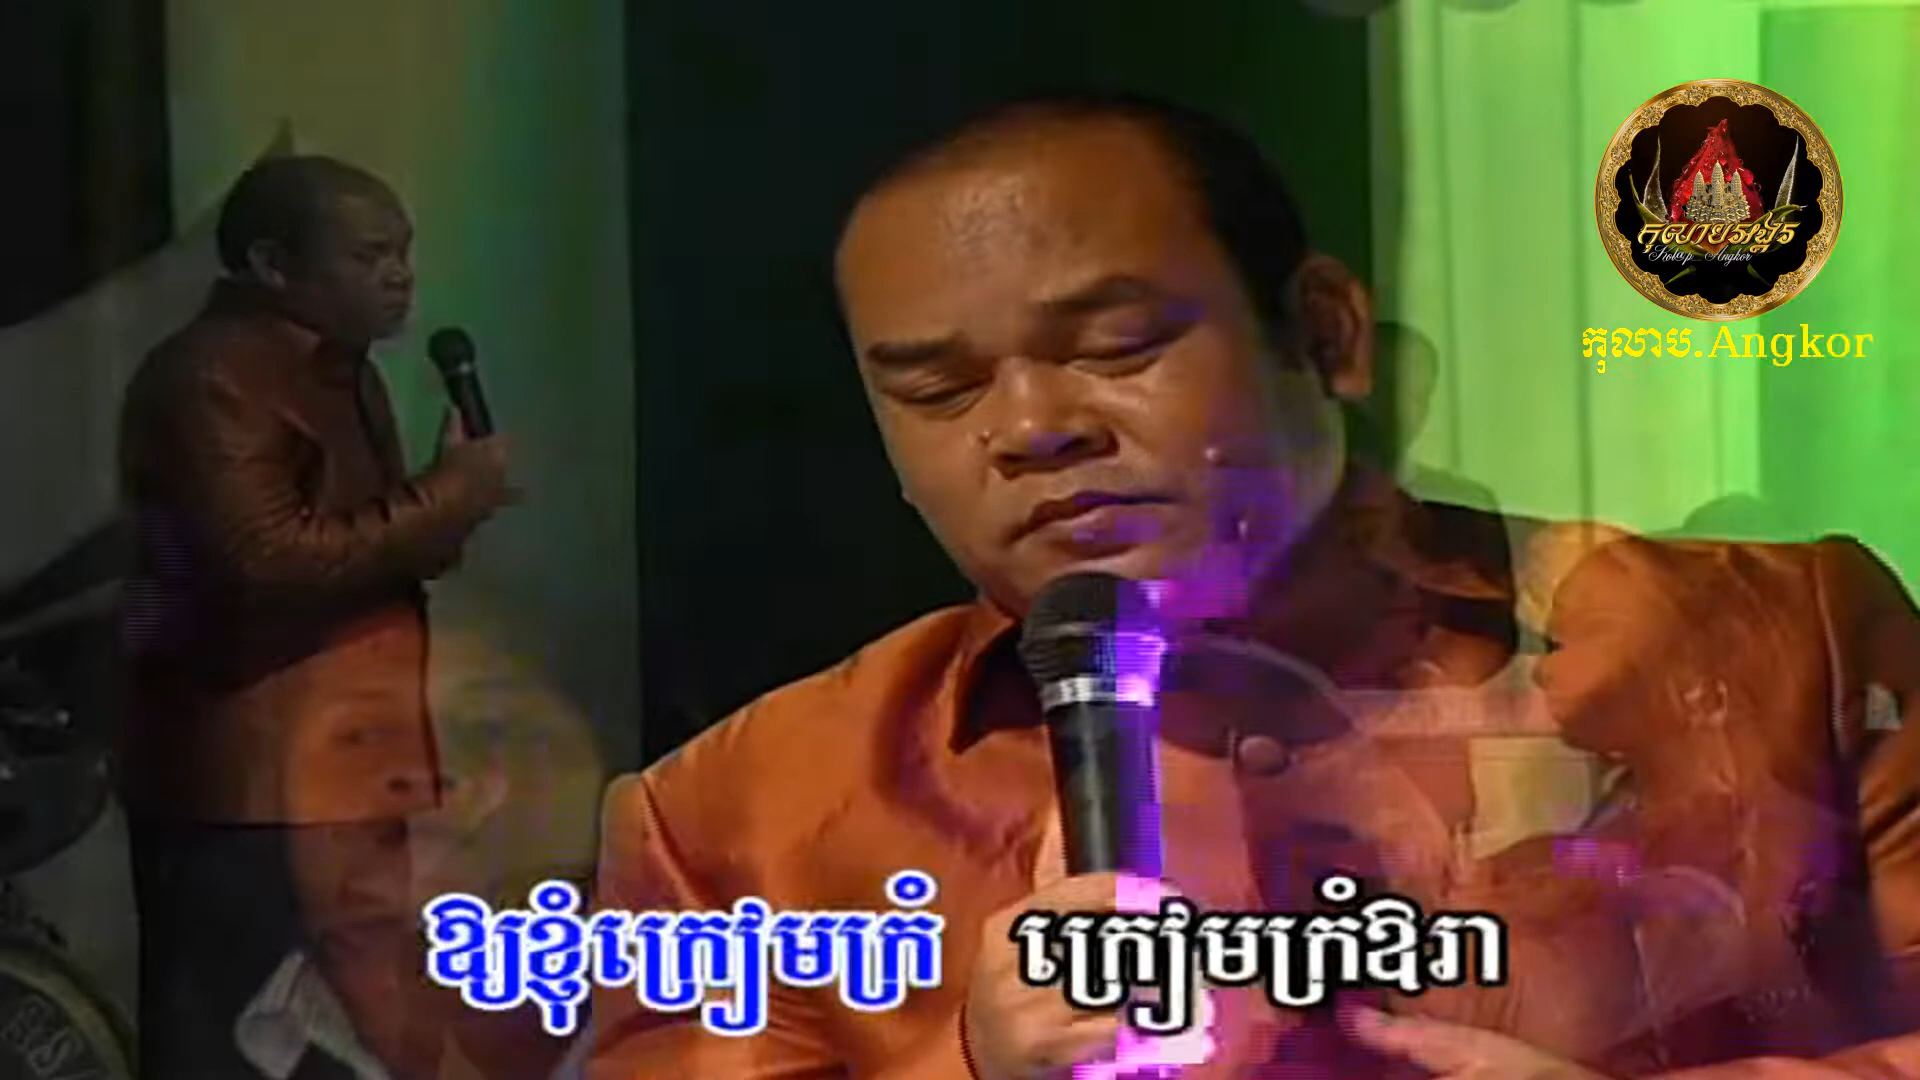 កុលាបអង្គរ
Kolap Angkor
កុលាប.Angkor
ឱ្យខ្ញុំក្រៀមក្រំ ក្រៀមក្រំឱរា